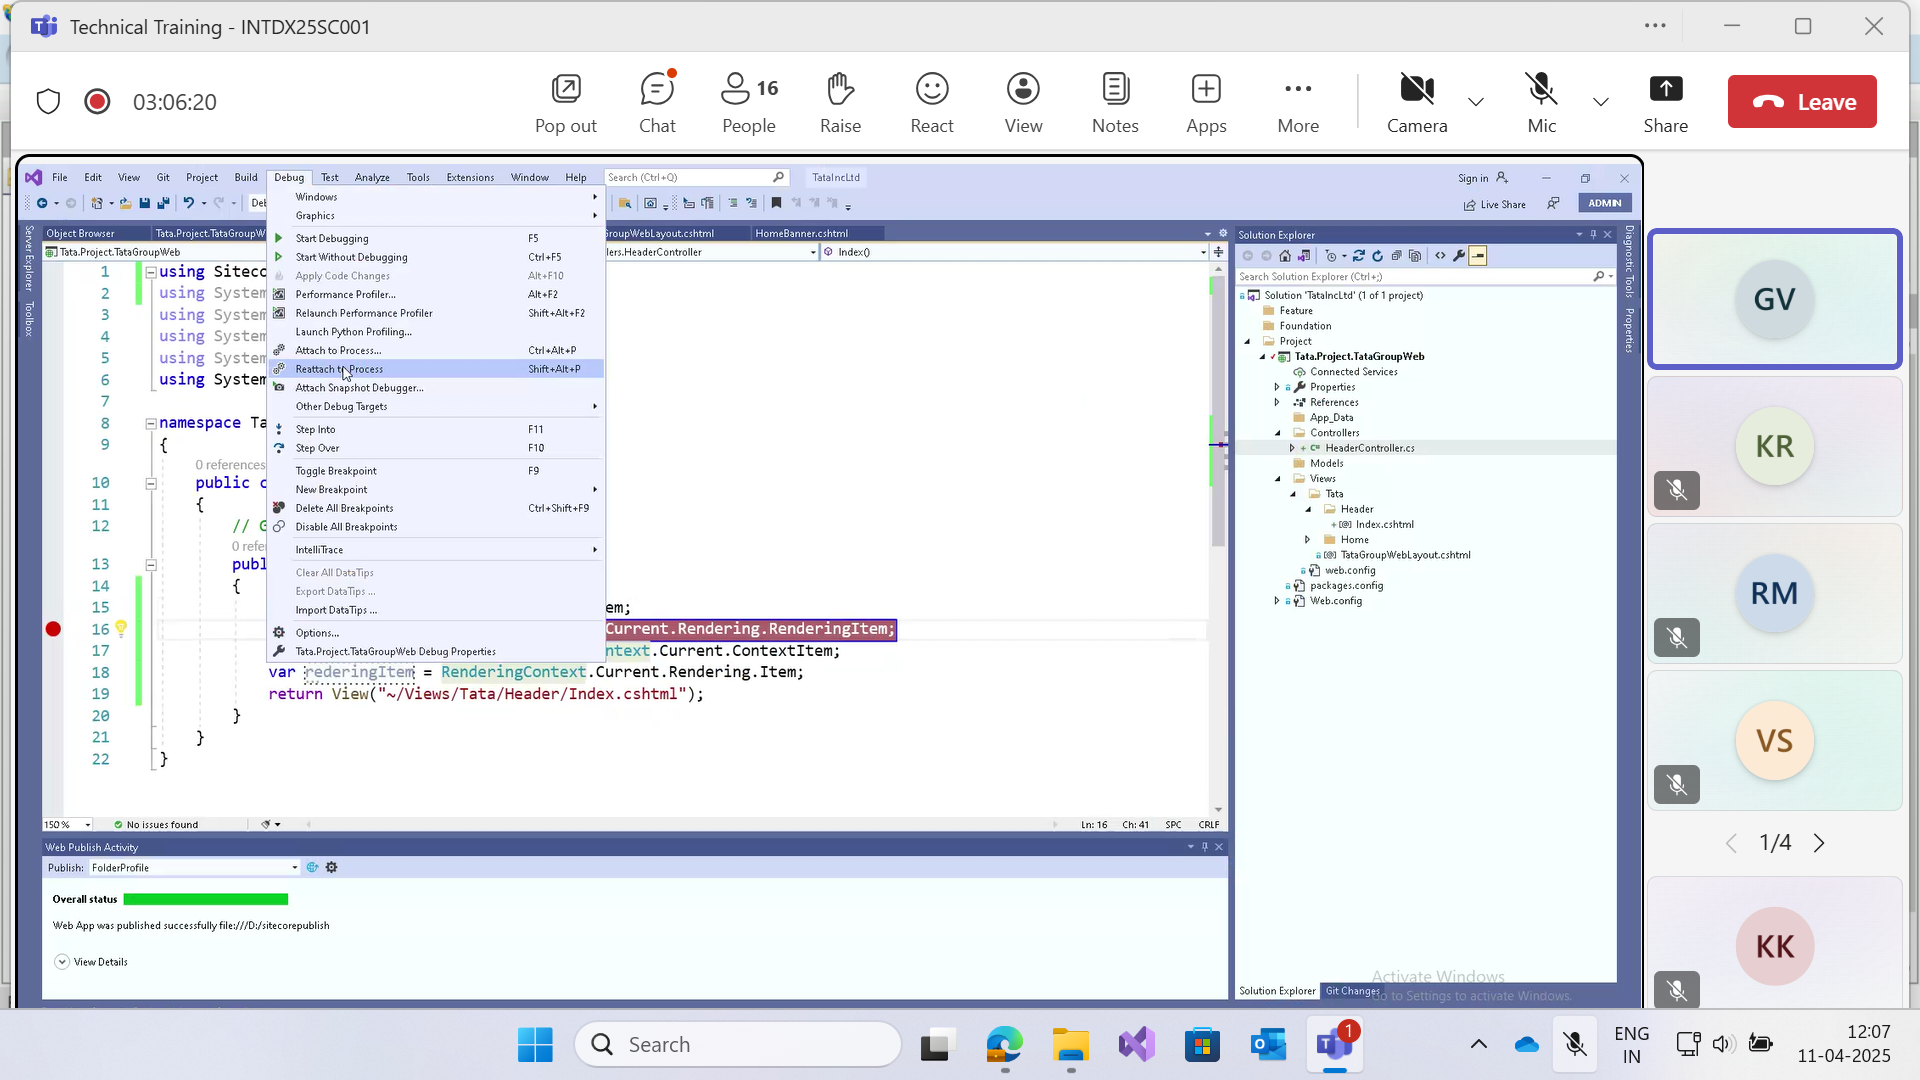 Technical Training - INTDX25SC001
03:06:20
Pop out
Chat
16
People
Raise
React
View
Notes
Apps
More
Camera
Mic
Share
Leave
File Edit View Git Project Build Debug Test Analyze Tools Extensions Window Help Search (Ctrl+Q) TataIncLtd Sign in
Live Share ADMIN
Object Browser
Tata.Project.TataGroupW
roupWebLayout.cshtml
HomeBanner.cshtml
Tata.Project.TataGroupWeb
lers.HeaderController
Index()
Server Explorer
Toolbox
Windows
Graphics
Start Debugging F5
Start Without Debugging Ctrl+F5
Apply Code Changes Alt+F10
Performance Profiler... Alt+F2
Relaunch Performance Profiler Shift+Alt+F2
Launch Python Profiling...
Attach to Process... Ctrl+Alt+P
Reattach to Process Shift+Alt+P
Attach Snapshot Debugger...
Other Debug Targets
Step Into F11
Step Over F10
Toggle Breakpoint F9
New Breakpoint
Delete All Breakpoints Ctrl+Shift+F9
Disable All Breakpoints
IntelliTrace
Clear All DataTips
Export DataTips ...
Import DataTips ...
Options...
Tata.Project.TataGroupWeb Debug Properties
1 using Siteco
2 using System
3 using System
4 using System
5 using System
6 using System
7
8 namespace Ta
9 {
0 references
10 public c
11 {
12 // G
0 refe
13 publ
14 {
15 em;
16 Current.Rendering.RenderingItem;
17 ntext.Current.ContextItem;
18 var rederingItem = RenderingContext.Current.Rendering.Item;
19 return View("~/Views/Tata/Header/Index.cshtml");
20 }
21 }
22 }
150 % No issues found Ln: 16 Ch: 41 SPC CRLF
Web Publish Activity
Publish: FolderProfile
Overall status
Web App was published successfully file:///D:/sitecorepublish
View Details
Solution Explorer
Search Solution Explorer (Ctrl+;)
Solution 'TataIncLtd' (1 of 1 project)
Feature
Foundation
Project
Tata.Project.TataGroupWeb
Connected Services
Properties
References
App_Data
Controllers
HeaderController.cs
Models
Views
Tata
Header
Index.cshtml
Home
TataGroupWebLayout.cshtml
web.config
packages.config
Web.config
Solution Explorer Git Changes
Activate Windows
Go to Settings to activate Windows.
Diagnostic Tools
Properties
GV
KR
RM
VS
1/4
KK
Search
1
ENG
IN
12:07
11-04-2025